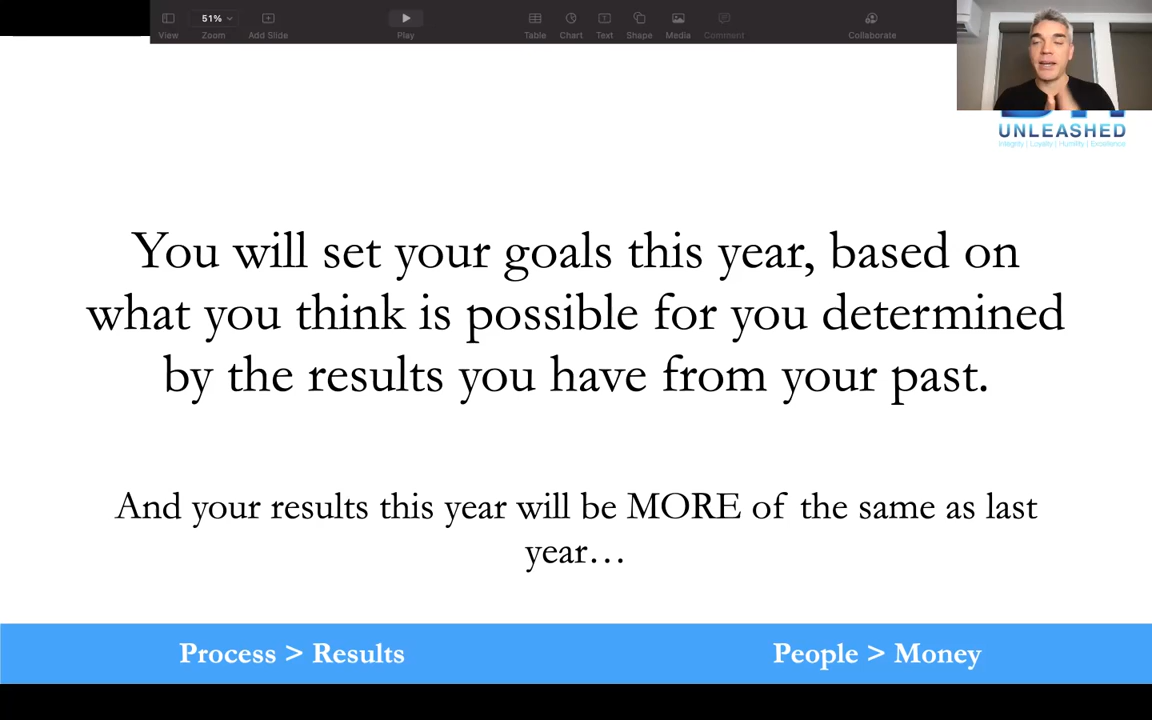 51%
View Zoom Add Slide Play Table Chart Text Shape Media Comment Collaborate
UNLEASHED
Integrity | Loyalty | Humility | Excellence
You will set your goals this year, based on
what you think is possible for you determined
by the results you have from your past.
And your results this year will be MORE of the same as last
year…
Process > Results People > Money